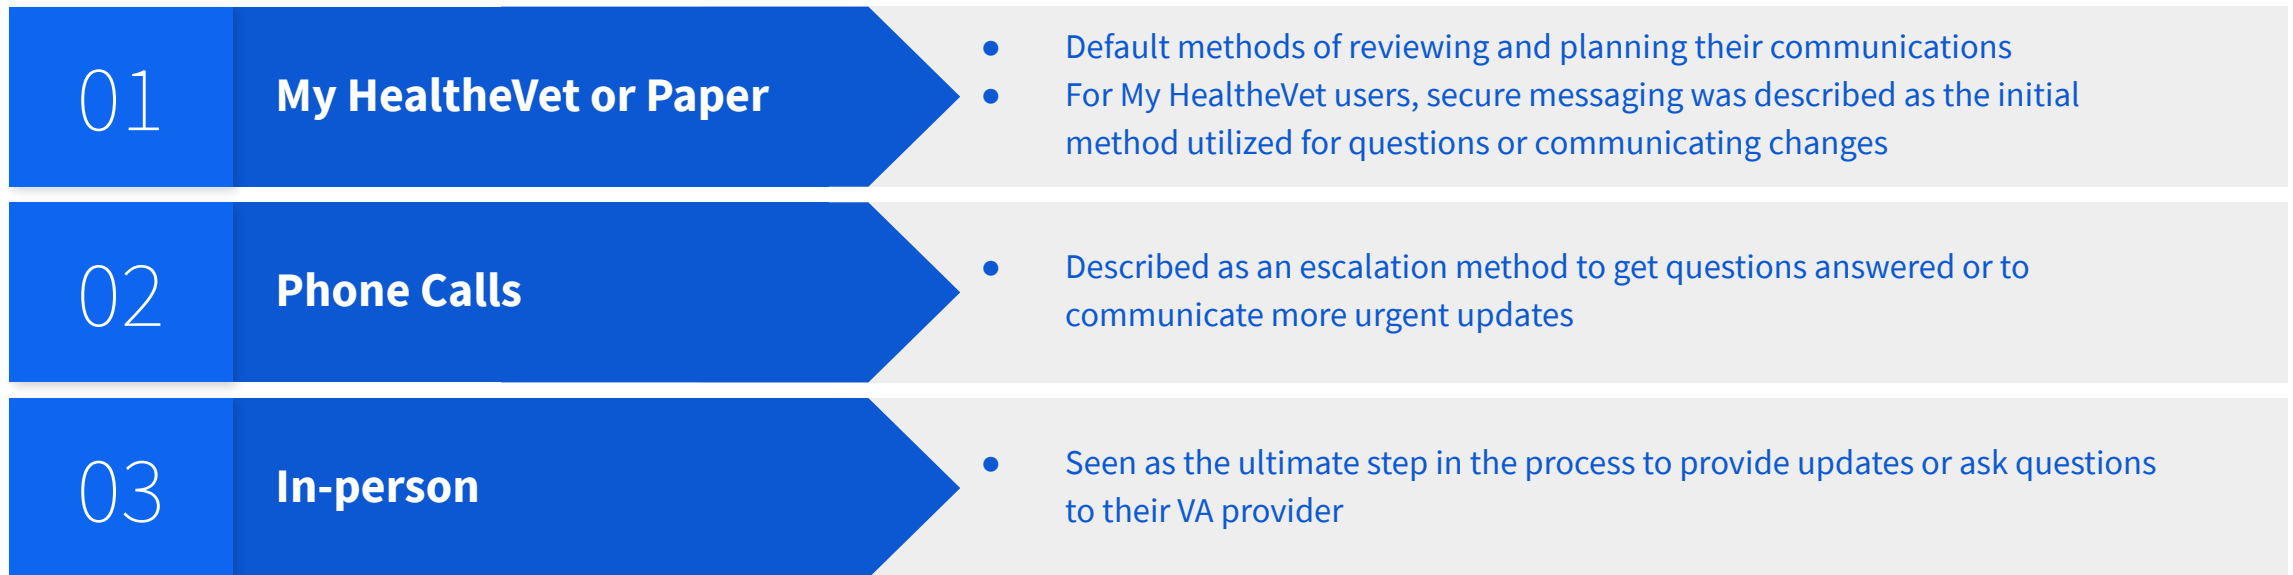 01
My HealtheVet or Paper
● Default methods of reviewing and planning their communications
● For My HealtheVet users, secure messaging was described as the initial
method utilized for questions or communicating changes
02
Phone Calls
● Described as an escalation method to get questions answered or to
communicate more urgent updates
03
In-person
● Seen as the ultimate step in the process to provide updates or ask questions
to their VA provider